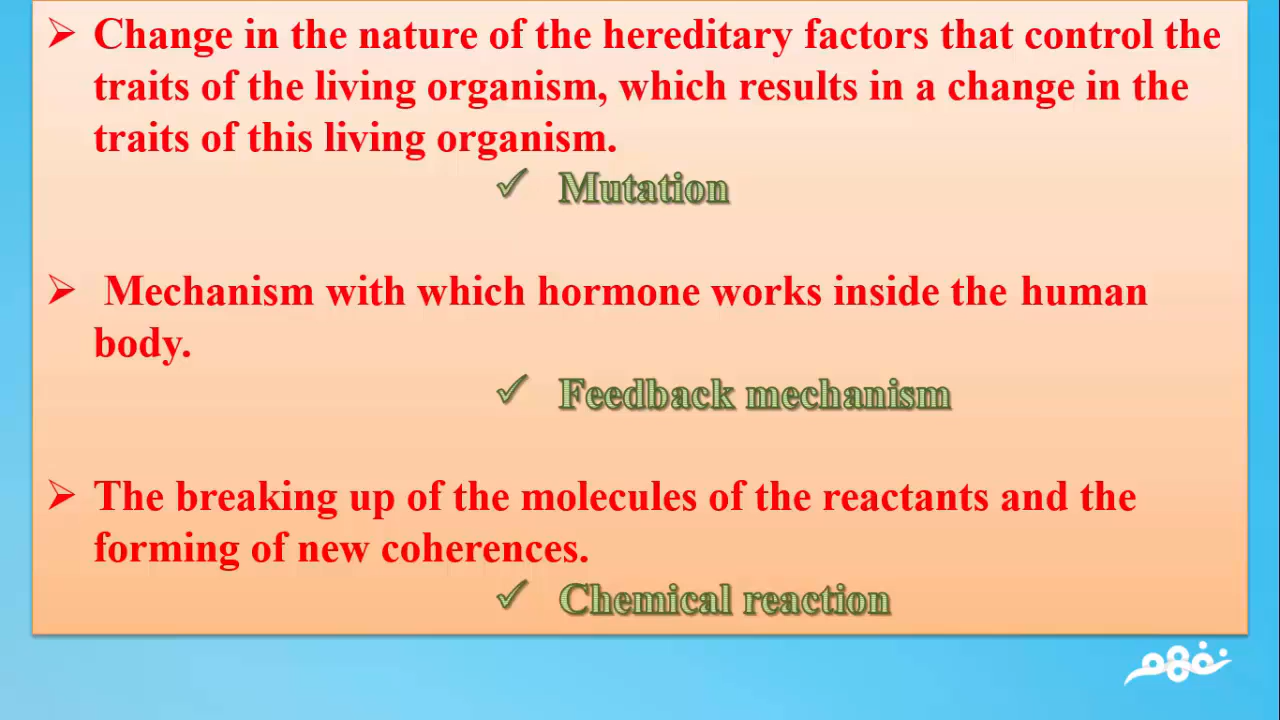 ➢ Change in the nature of the hereditary factors that control the
traits of the living organism, which results in a change in the
traits of this living organism.
✓ Mutation
➢ Mechanism with which hormone works inside the human
body.
✓ Feedback mechanism
➢ The breaking up of the molecules of the reactants and the
forming of new coherences.
✓ Chemical reaction
نفهم